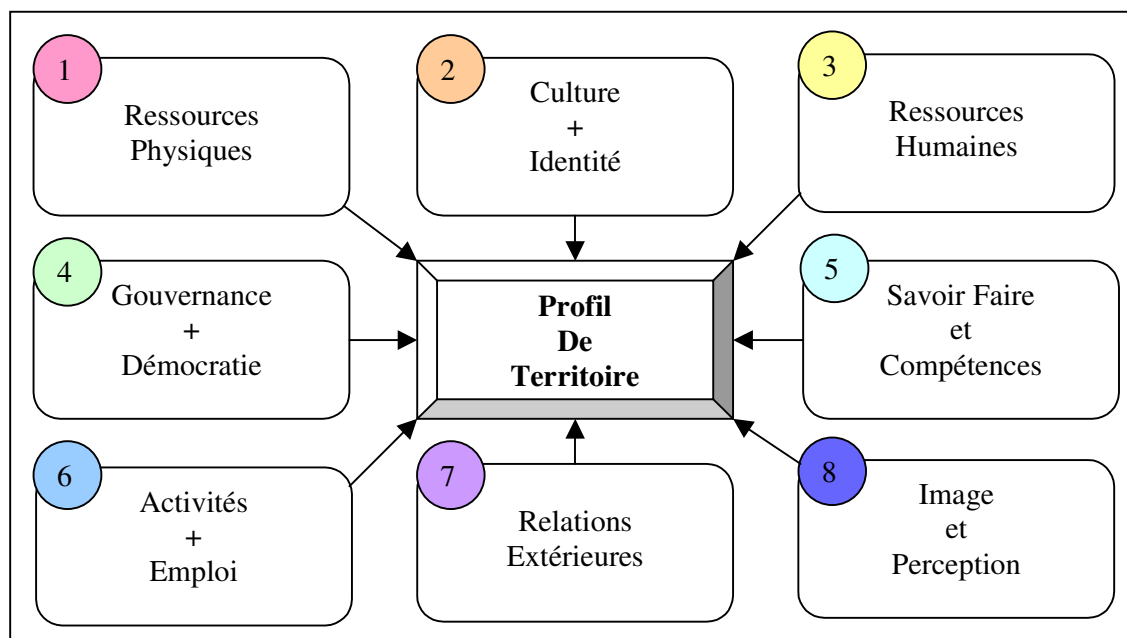 1
Ressources
Physiques
2
Culture
+
Identité
3
Ressources
Humaines
4
Gouvernance
+
Démocratie
Profil
De
Territoire
5
Savoir Faire
et
Compétences
6
Activités
+
Emploi
7
Relations
Extérieures
8
Image
et
Perception